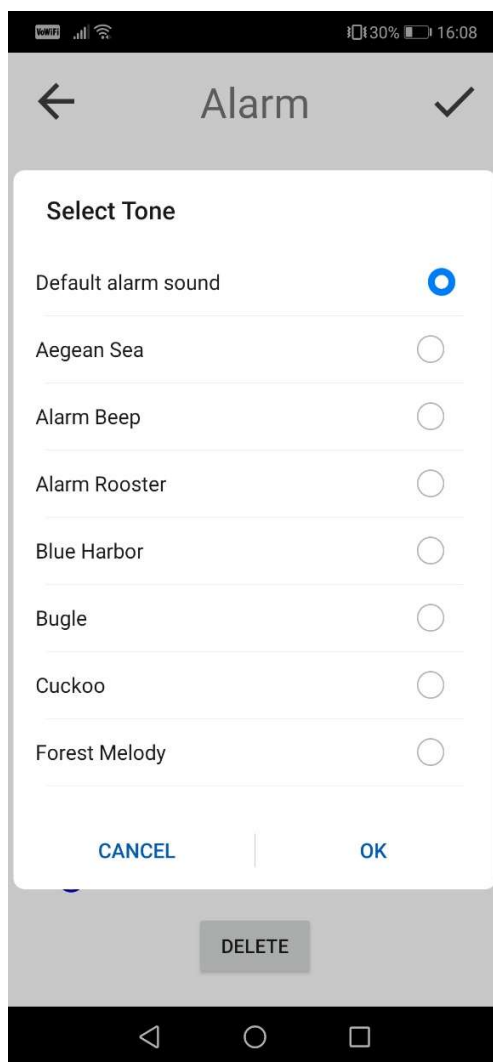 VoWiFi 30% 16:08
Alarm
Select Tone
Default alarm sound
Aegean Sea
Alarm Beep
Alarm Rooster
Blue Harbor
Bugle
Cuckoo
Forest Melody
CANCEL OK
DELETE